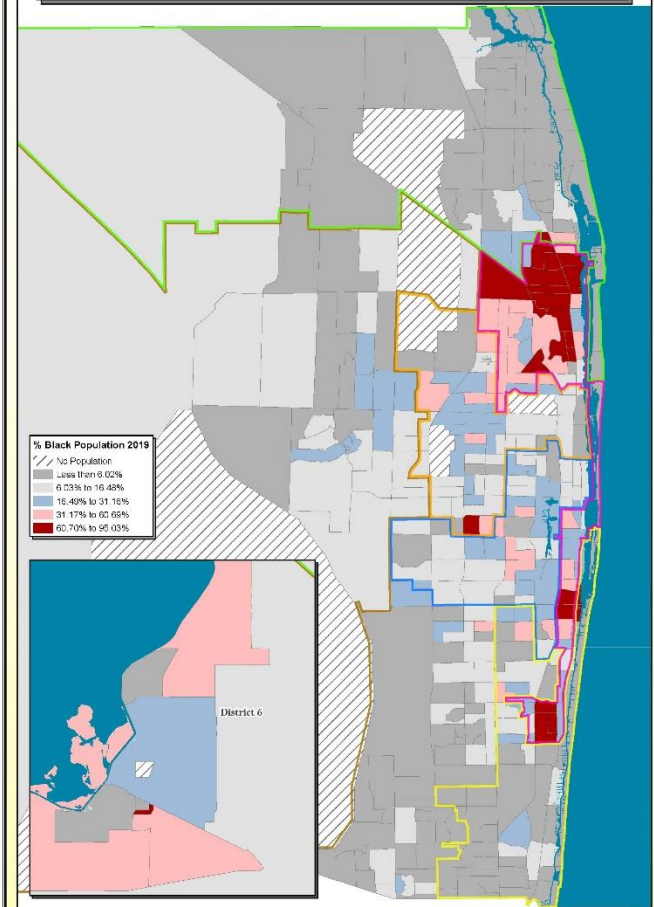 % Black Population 2019
No Population
Less then 6.02%
6.03% to 16.48%
16.49% to 31.16%
31.17% to 60.69%
60.70% to 95.03%
District 6